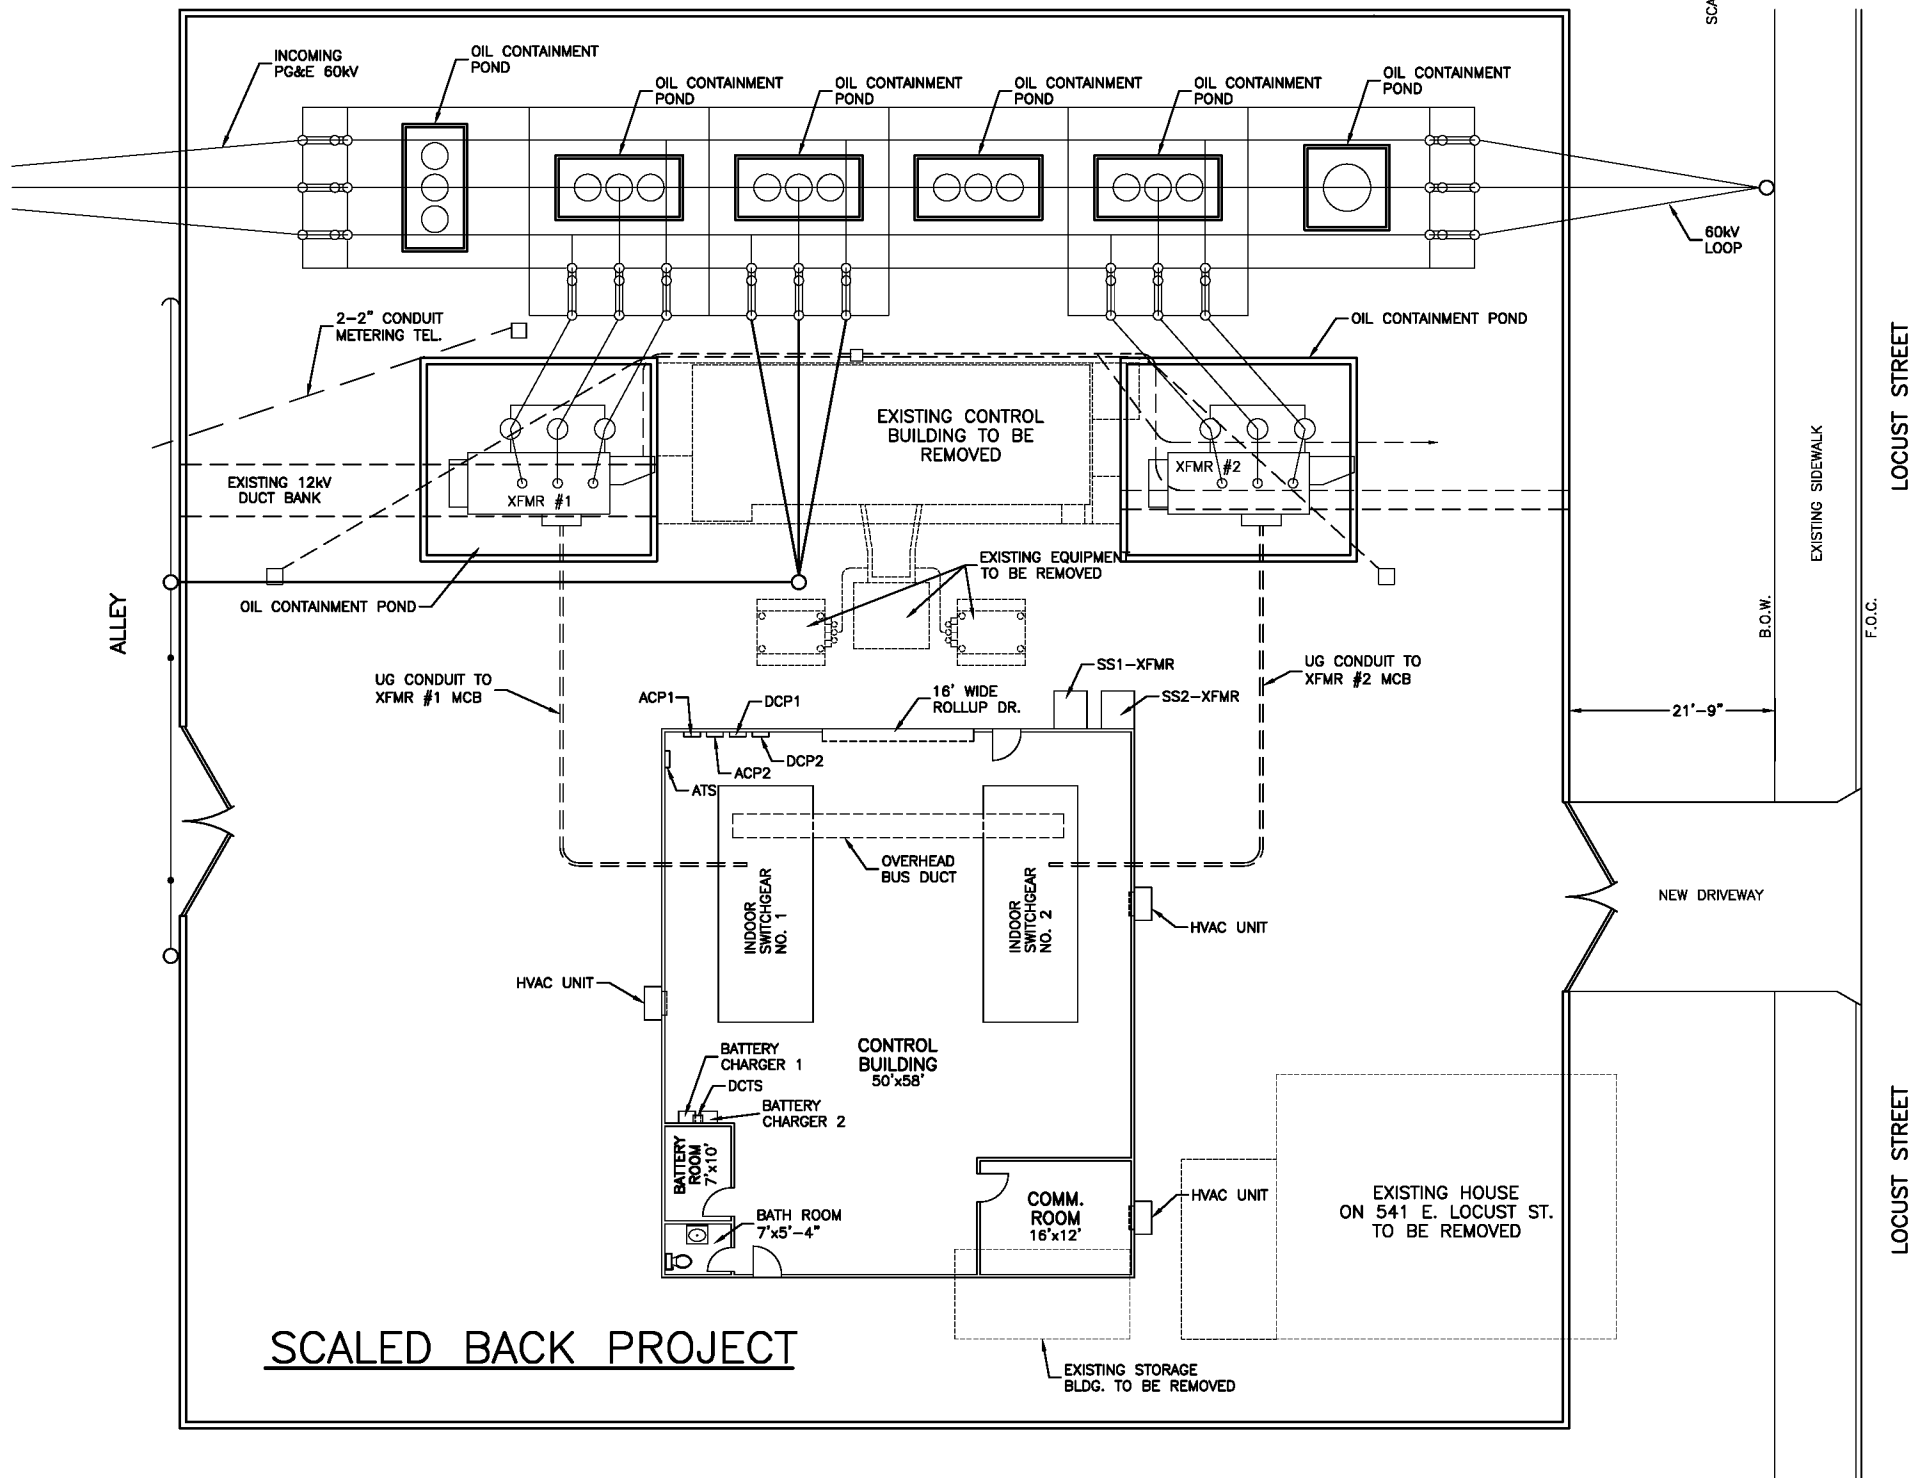 SCA
INCOMING
PG&E 60kV
OIL CONTAINMENT
POND
OIL CONTAINMENT
POND
OIL CONTAINMENT
POND
OIL CONTAINMENT
POND
OIL CONTAINMENT
POND
OIL CONTAINMENT
POND
60kV
LOOP
2-2" CONDUIT
METERING TEL.
OIL CONTAINMENT POND
LOCUST STREET
EXISTING CONTROL
BUILDING TO BE
REMOVED
EXISTING SIDEWALK
EXISTING 12kV
DUCT BANK
XFMR #1
XFMR #2
EXISTING EQUIPMENT
TO BE REMOVED
OIL CONTAINMENT POND
ALLEY
B.O.W.
F.O.C.
UG CONDUIT TO
XFMR #1 MCB
ACP1
DCP1
16' WIDE
ROLLUP DR.
SS1-XFMR
SS2-XFMR
UG CONDUIT TO
XFMR #2 MCB
21'-9"
DCP2
ACP2
ATS
OVERHEAD
BUS DUCT
INDOOR
SWITCHGEAR
NO. 1
INDOOR
SWITCHGEAR
NO. 2
NEW DRIVEWAY
HVAC UNIT
HVAC UNIT
CONTROL
BUILDING
50'x58'
BATTERY
CHARGER 1
DCTS
BATTERY
CHARGER 2
BATTERY
ROOM
7'x10'
BATH ROOM
7'x5'-4"
COMM.
ROOM
16'x12'
HVAC UNIT
EXISTING HOUSE
ON 541 E. LOCUST ST.
TO BE REMOVED
LOCUST STREET
SCALED BACK PROJECT
EXISTING STORAGE
BLDG. TO BE REMOVED